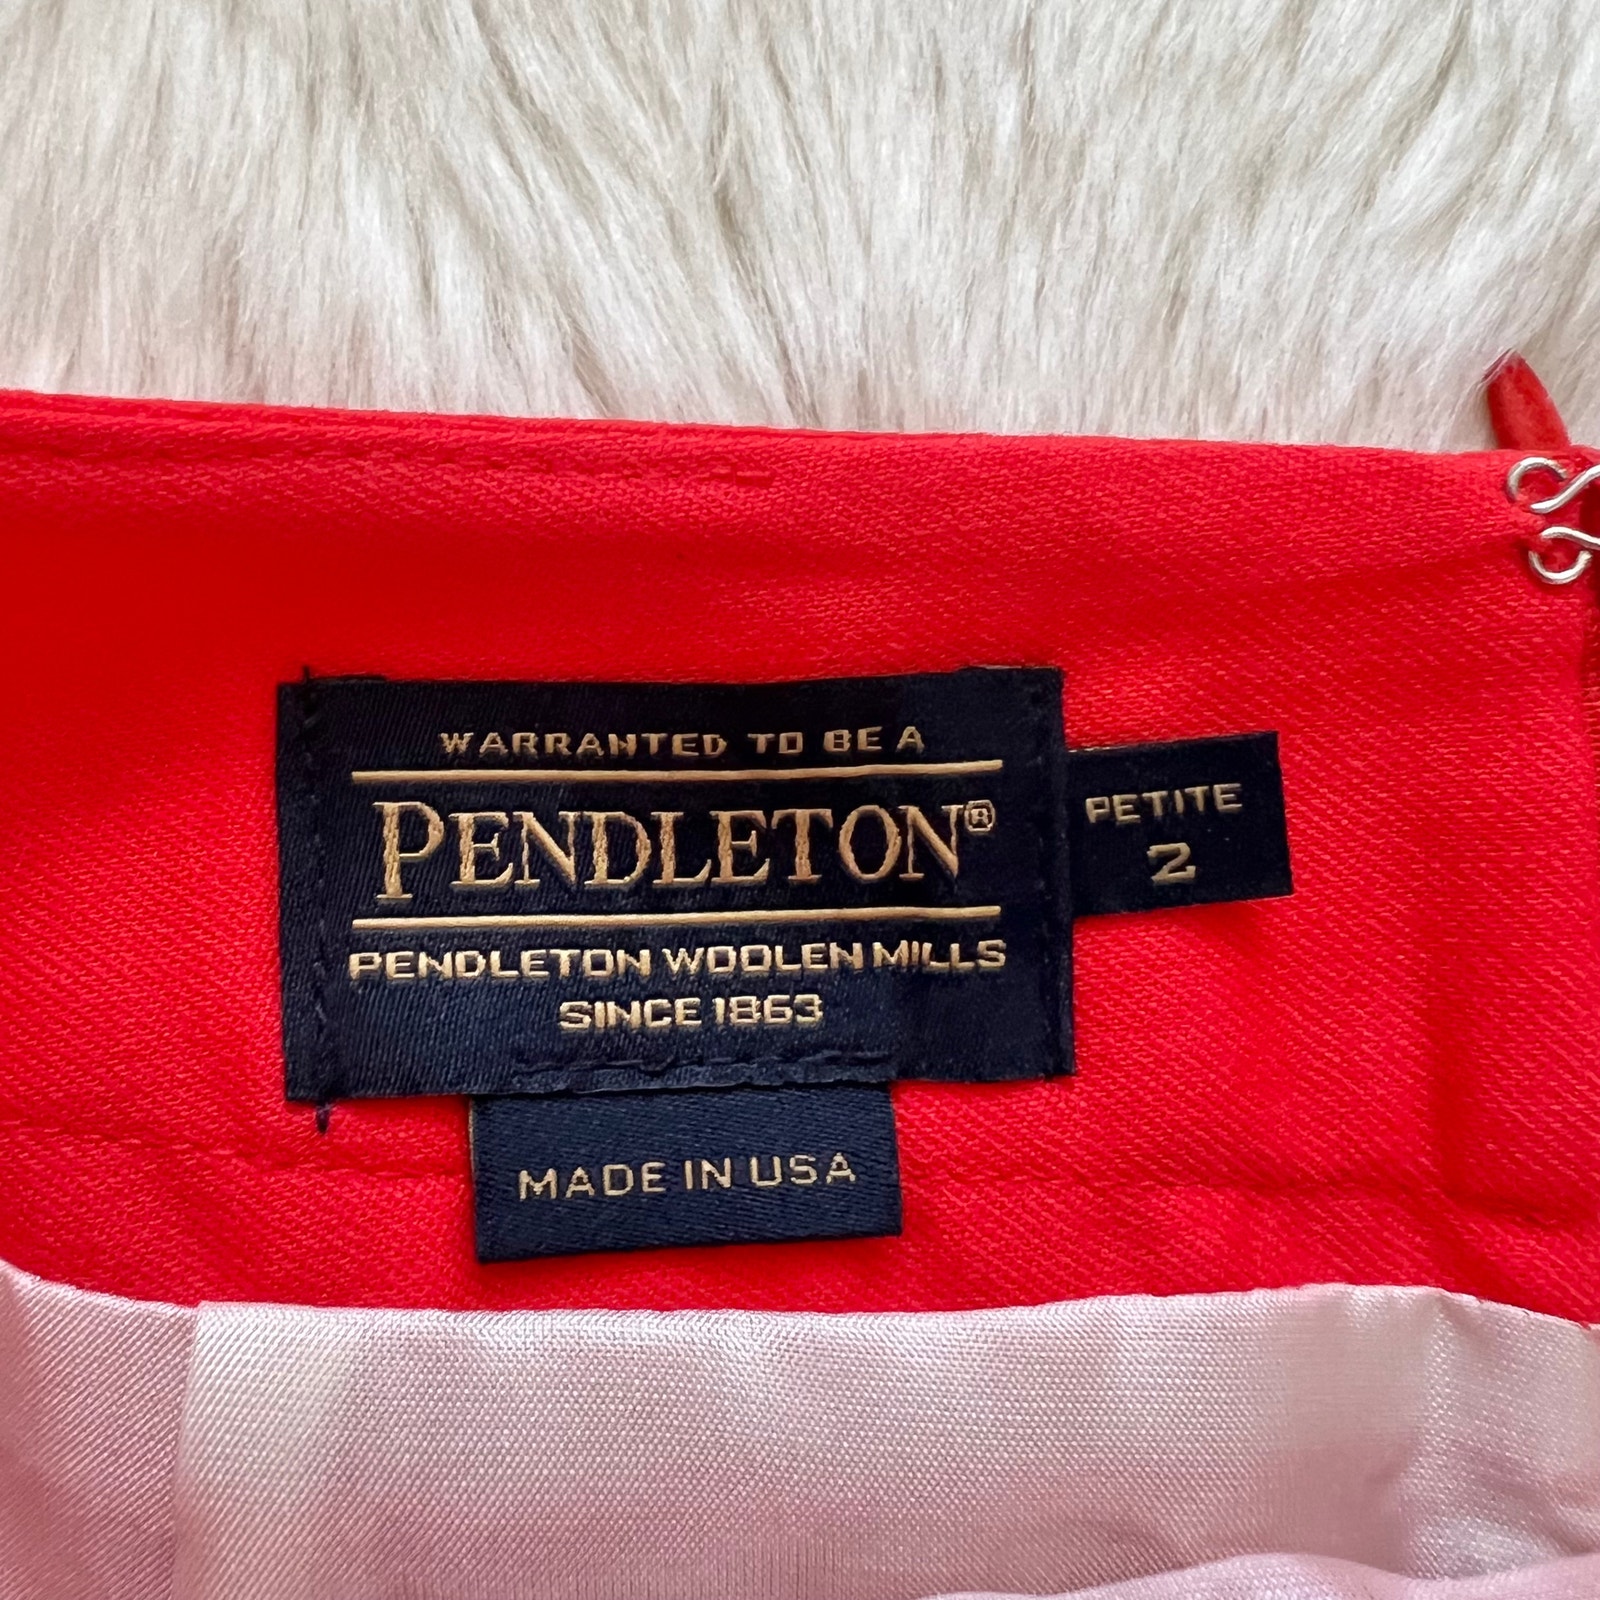 WARRANTED TO BE A
PENDLETON®
PENDLETON WOOLEN MILLS
SINCE 1863
PETITE
2
MADE IN USA